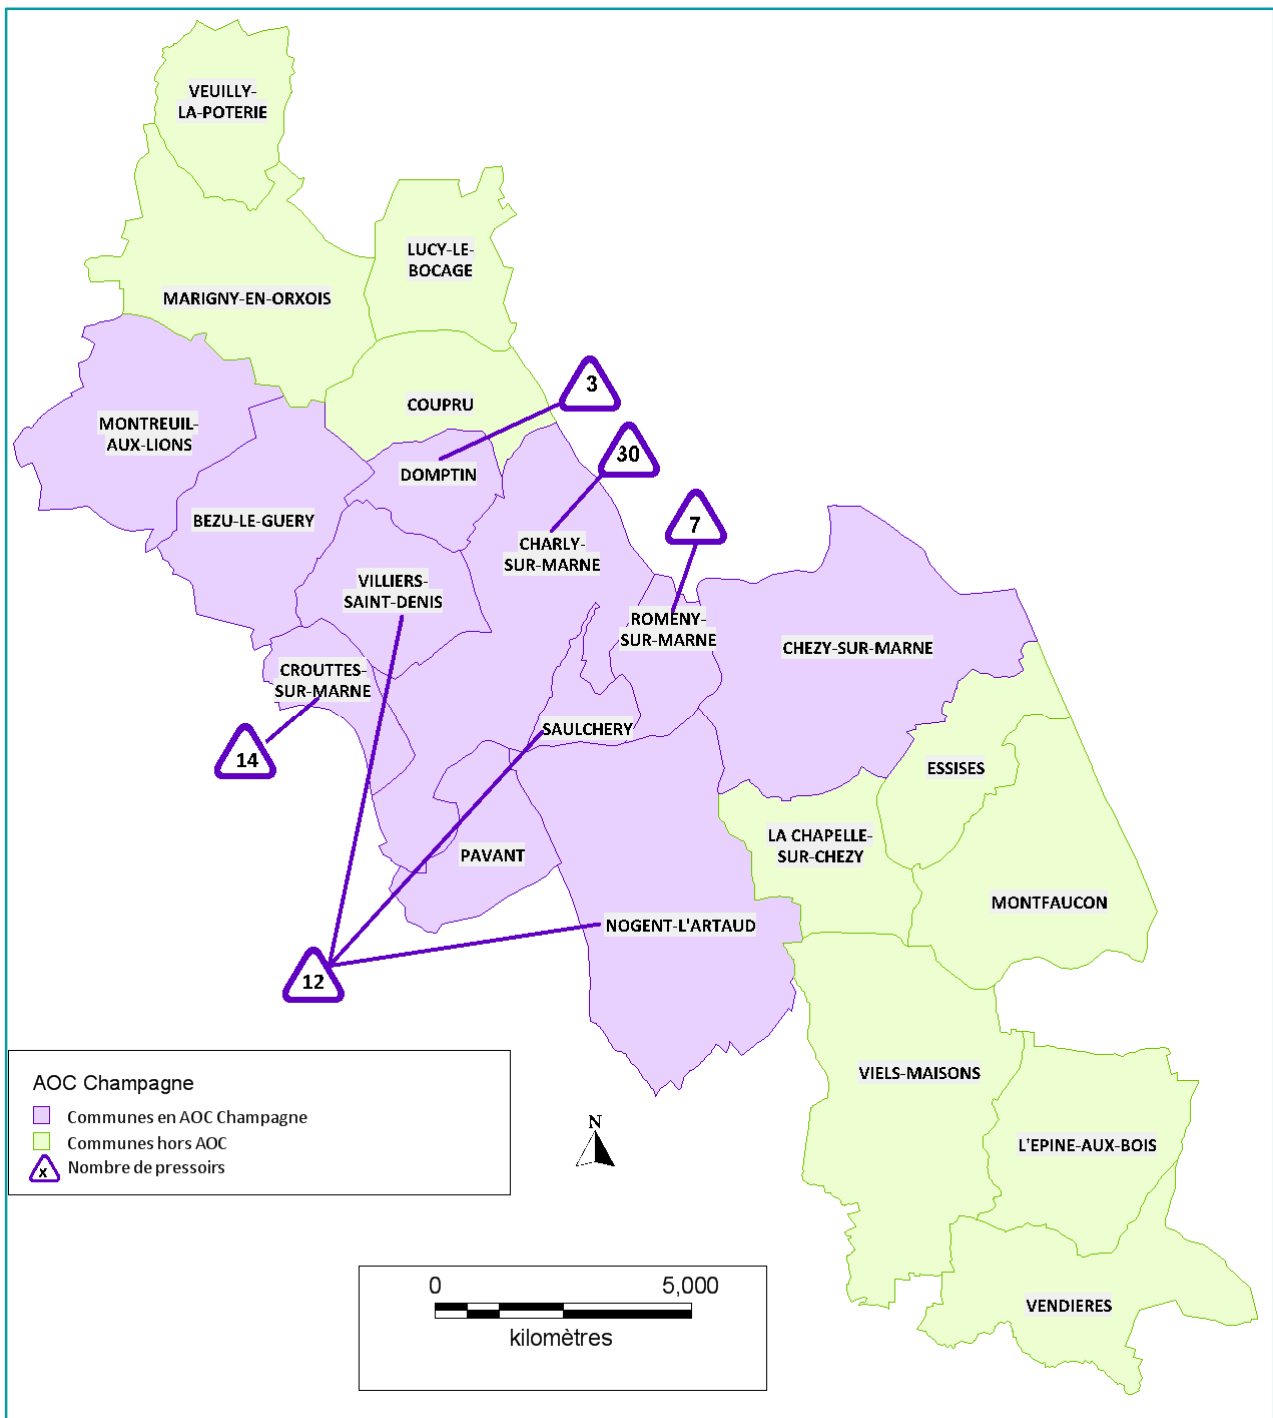 VEUILLY-
LA-POTERIE
LUCY-LE-
BOCAGE
MARIGNY-EN-ORXOIS
3
COUPRU
MONTREUIL-
AUX-LIONS
30
DOMPTIN
7
BEZU-LE-GUERY
CHARLY-
SUR-MARNE
VILLIERS-
SAINT-DENIS
ROMENY-
SUR-MARNE
CHEZY-SUR-MARNE
CROUTTES-
SUR-MARNE
SAULCHERY
14
ESSISES
LA CHAPELLE-
SUR-CHEZY
PAVANT
MONTFAUCON
NOGENT-L'ARTAUD
12
VIELS-MAISONS
L'EPINE-AUX-BOIS
VENDIERES
AOC Champagne
Communes en AOC Champagne
Communes hors AOC
x Nombre de pressoirs
N
0 5,000
kilomètres